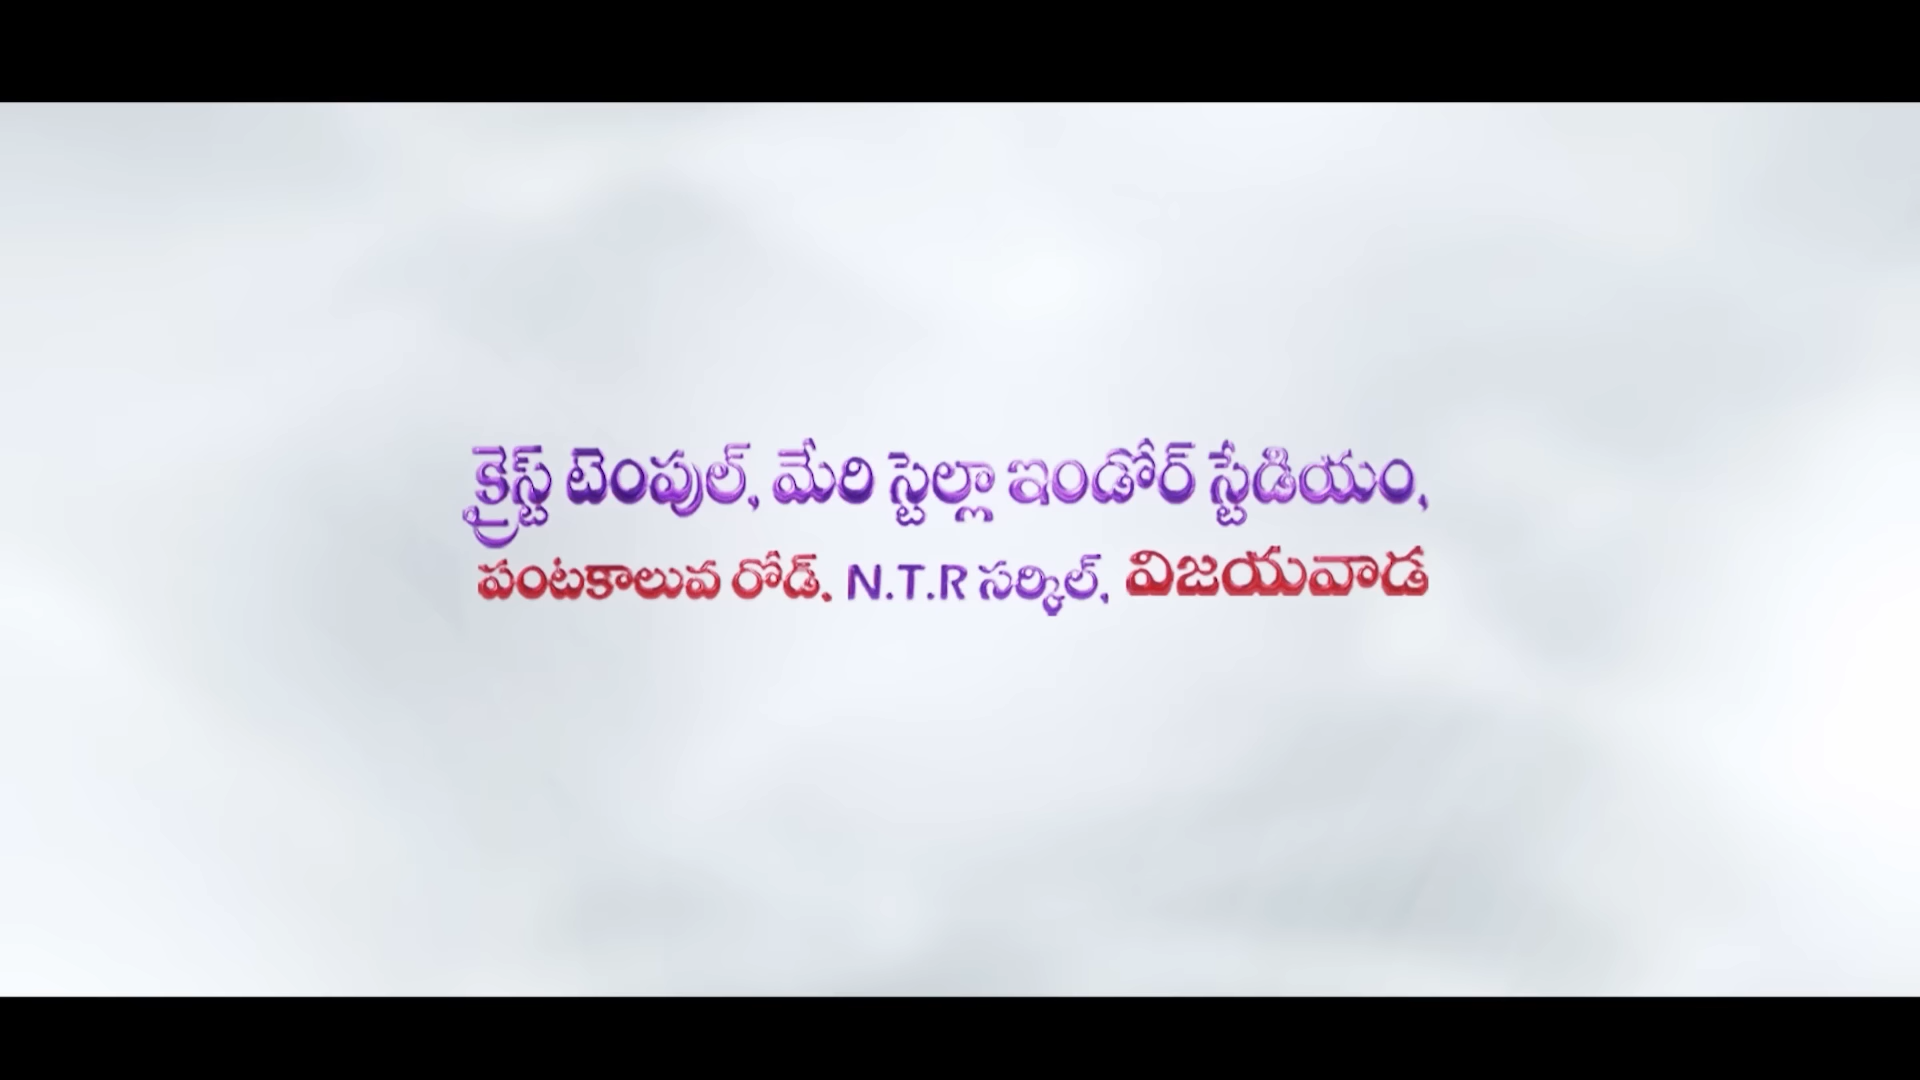 క్రైస్ట్ టెంపుల్, మేరి స్టెల్లా ఇండోర్ స్టేడియం,
పంటకాలువ రోడ్. N.T.R సర్కిల్, విజయవాడ